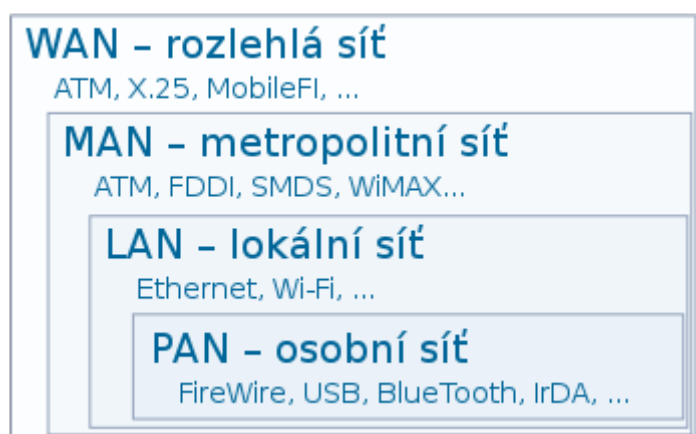 WAN – rozlehlá síť
ATM, X.25, MobileFI, ...
MAN – metropolitní síť
ATM, FDDI, SMDS, WiMAX...
LAN – lokální síť
Ethernet, Wi-Fi, ...
PAN – osobní síť
FireWire, USB, BlueTooth, IrDA, ...